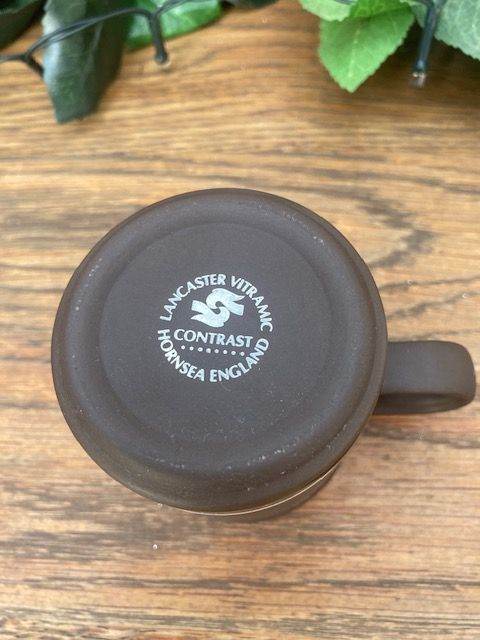 LANCASTER VITRAMIC
CONTRAST
HORNSEA ENGLAND